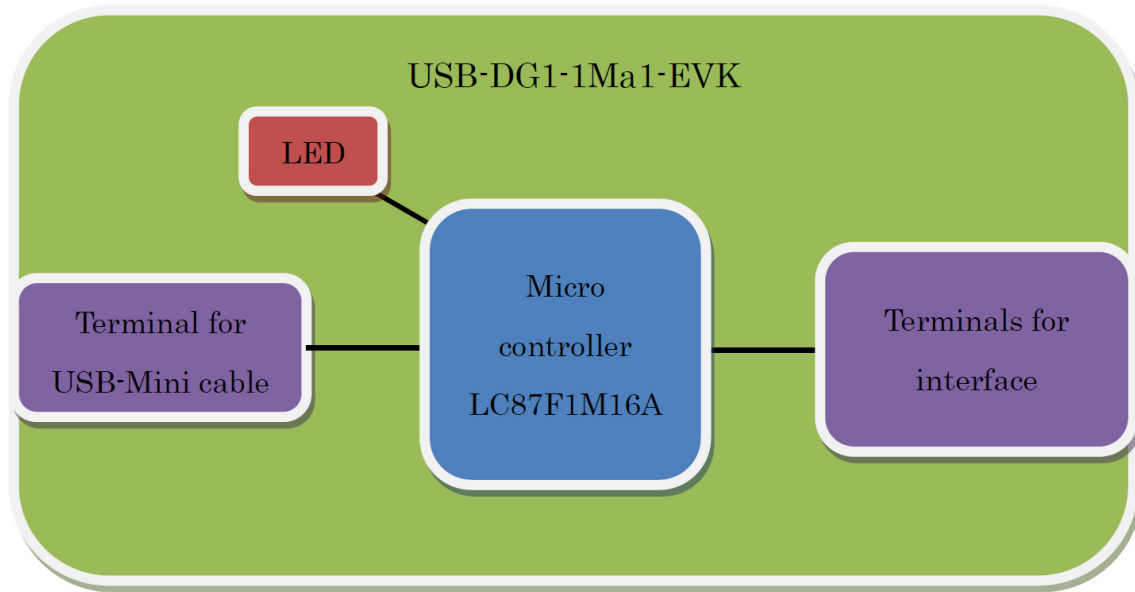 USB-DG1-1Ma1-EVK
LED
Terminal for
USB-Mini cable
Micro
controller
LC87F1M16A
Terminals for
interface